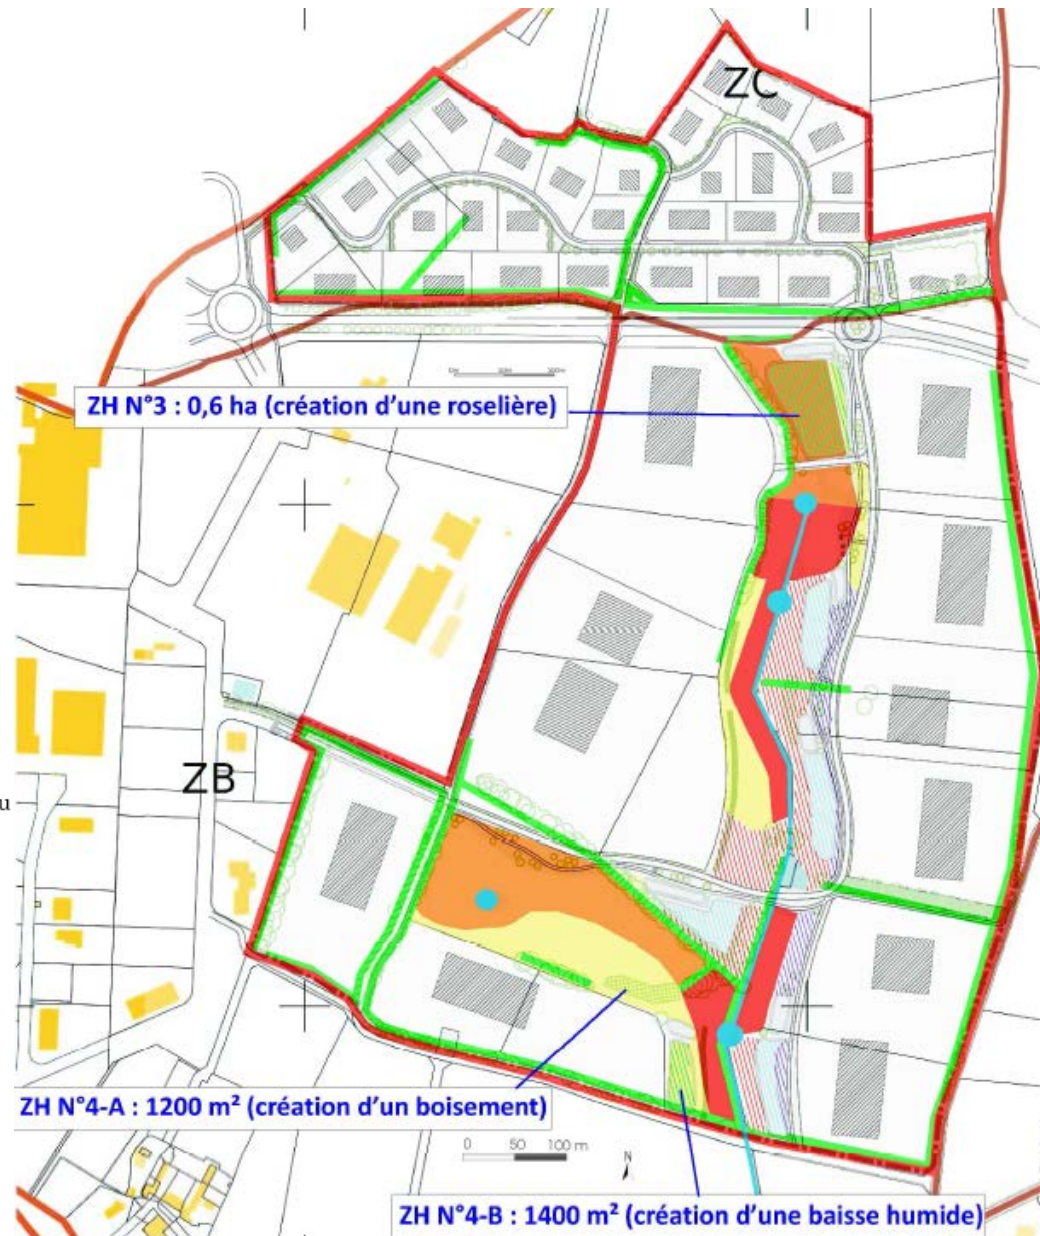 ZC
ZH N°3 : 0,6 ha (création d'une roselière)
ZB
u
ZH N°4-A : 1200 m² (création d'un boisement)
0 50 100 m
N
ZH N°4-B : 1400 m² (création d'une baisse humide)